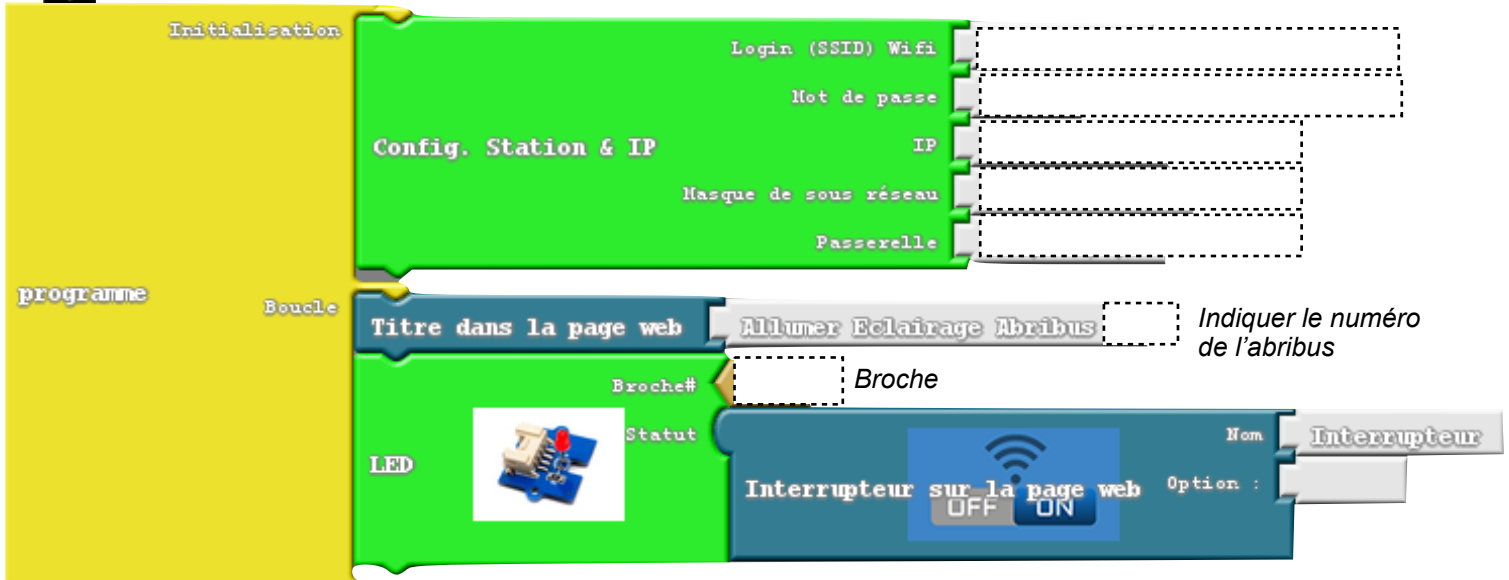 Initialisation
Login (SSID) Wifi
Mot de passe
Config. Station & IP
IP
Masque de sous réseau
Passerelle
programme
Boucle
Titre dans la page web
Allumer Eclairage Abribus
Indiquer le numéro
de l'abribus
Broche#
Broche
Statut
LED
Nom
Interrupteur
Interrupteur sur la page web
Option :
OFF ON